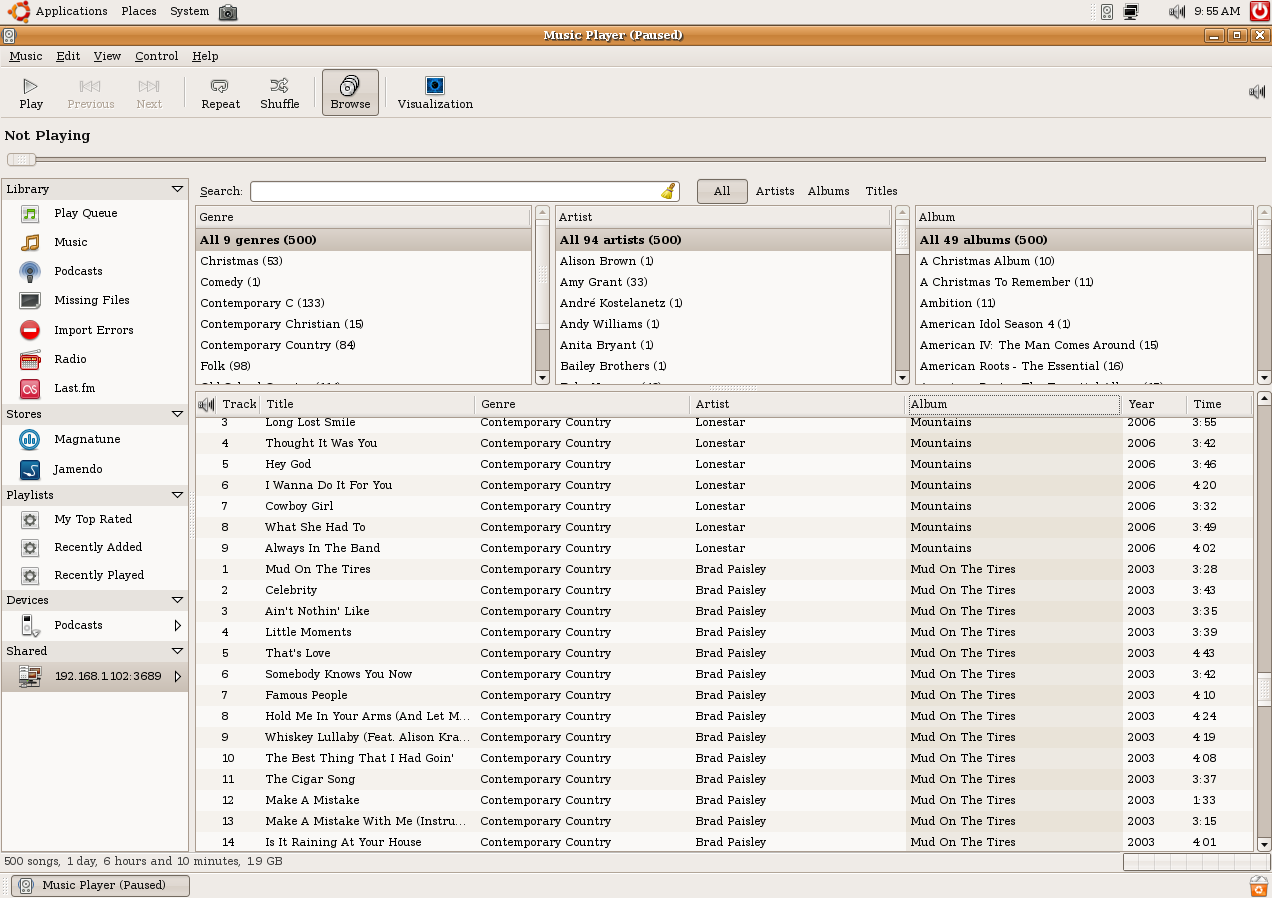 Applications Places System 9:55 AM
Music Player (Paused)
Music Edit View Control Help
Play Previous Next Repeat Shuffle Browse Visualization
Not Playing
Library
Play Queue
Music
Podcasts
Missing Files
Import Errors
Radio
Last.fm
Stores
Magnatune
Jamendo
Playlists
My Top Rated
Recently Added
Recently Played
Devices
Podcasts
Shared
192.168.1.102:3689
Search: All Artists Albums Titles
Genre
All 9 genres (500)
Christmas (53)
Comedy (1)
Contemporary C (133)
Contemporary Christian (15)
Contemporary Country (84)
Folk (98)
Artist
All 94 artists (500)
Alison Brown (1)
Amy Grant (33)
André Kostelanetz (1)
Andy Williams (1)
Anita Bryant (1)
Bailey Brothers (1)
Album
All 49 albums (500)
A Christmas Album (10)
A Christmas To Remember (11)
Ambition (11)
American Idol Season 4 (1)
American IV: The Man Comes Around (15)
American Roots - The Essential (16)
Track Title Genre Artist Album Year Time
3 Long Lost Smile Contemporary Country Lonestar Mountains 2006 3:55
4 Thought It Was You Contemporary Country Lonestar Mountains 2006 3:42
5 Hey God Contemporary Country Lonestar Mountains 2006 3:46
6 I Wanna Do It For You Contemporary Country Lonestar Mountains 2006 4:20
7 Cowboy Girl Contemporary Country Lonestar Mountains 2006 3:32
8 What She Had To Contemporary Country Lonestar Mountains 2006 3:49
9 Always In The Band Contemporary Country Lonestar Mountains 2006 4:02
1 Mud On The Tires Contemporary Country Brad Paisley Mud On The Tires 2003 3:28
2 Celebrity Contemporary Country Brad Paisley Mud On The Tires 2003 3:43
3 Ain't Nothin' Like Contemporary Country Brad Paisley Mud On The Tires 2003 3:35
4 Little Moments Contemporary Country Brad Paisley Mud On The Tires 2003 3:39
5 That's Love Contemporary Country Brad Paisley Mud On The Tires 2003 4:43
6 Somebody Knows You Now Contemporary Country Brad Paisley Mud On The Tires 2003 3:42
7 Famous People Contemporary Country Brad Paisley Mud On The Tires 2003 4:10
8 Hold Me In Your Arms (And Let M... Contemporary Country Brad Paisley Mud On The Tires 2003 4:24
9 Whiskey Lullaby (Feat. Alison Kra... Contemporary Country Brad Paisley Mud On The Tires 2003 4:19
10 The Best Thing That I Had Goin' Contemporary Country Brad Paisley Mud On The Tires 2003 4:08
11 The Cigar Song Contemporary Country Brad Paisley Mud On The Tires 2003 3:37
12 Make A Mistake Contemporary Country Brad Paisley Mud On The Tires 2003 1:33
13 Make A Mistake With Me (Instru... Contemporary Country Brad Paisley Mud On The Tires 2003 3:15
14 Is It Raining At Your House Contemporary Country Brad Paisley Mud On The Tires 2003 4:01
500 songs, 1 day, 6 hours and 10 minutes, 1.9 GB
Music Player (Paused)